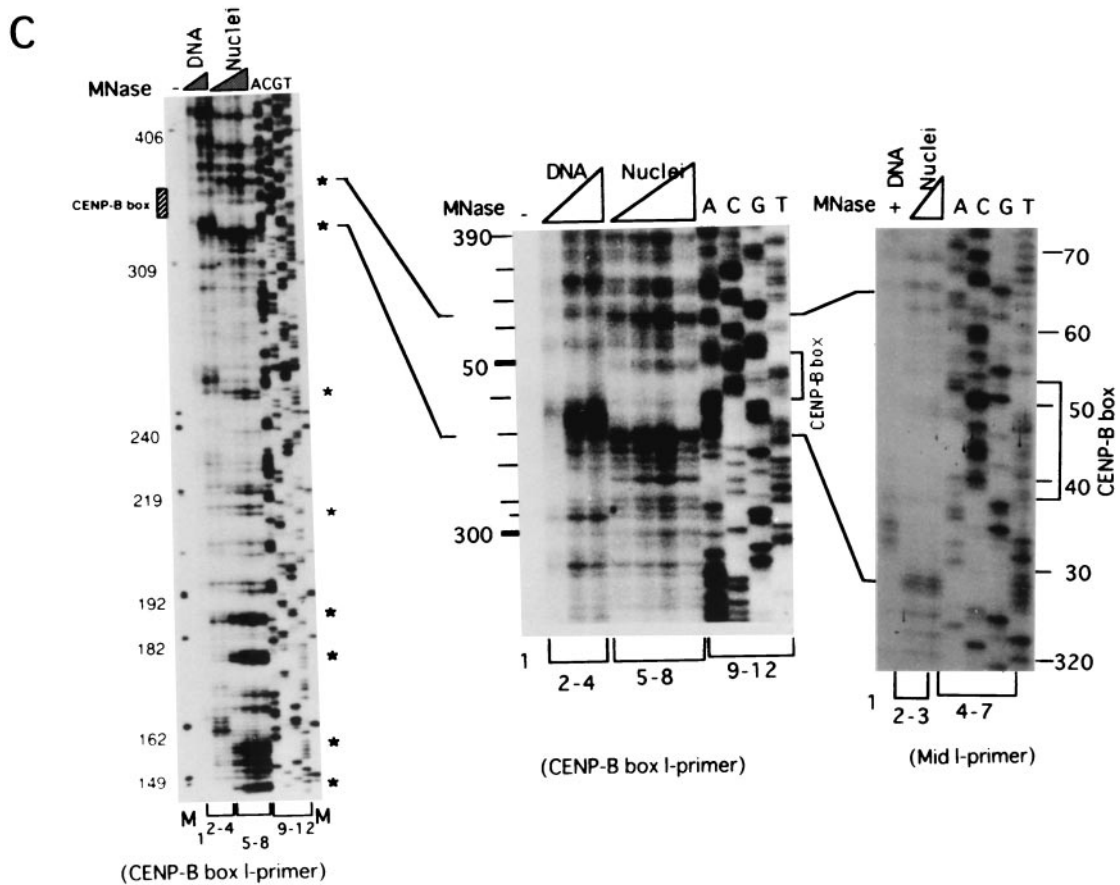 C
DNA
Nuclei
MNase - ACGT
406
CENP-B box
309
240
219
192
182
162
149
M 1 2-4 5-8 9-12 M
(CENP-B box I-primer)
DNA Nuclei
MNase - A C G T
390
50
300
CENP-B box
1 2-4 5-8 9-12
(CENP-B box I-primer)
DNA
Nuclei
MNase + A C G T
70
60
50
40
30
320
CENP-B box
1 2-3 4-7
(Mid I-primer)